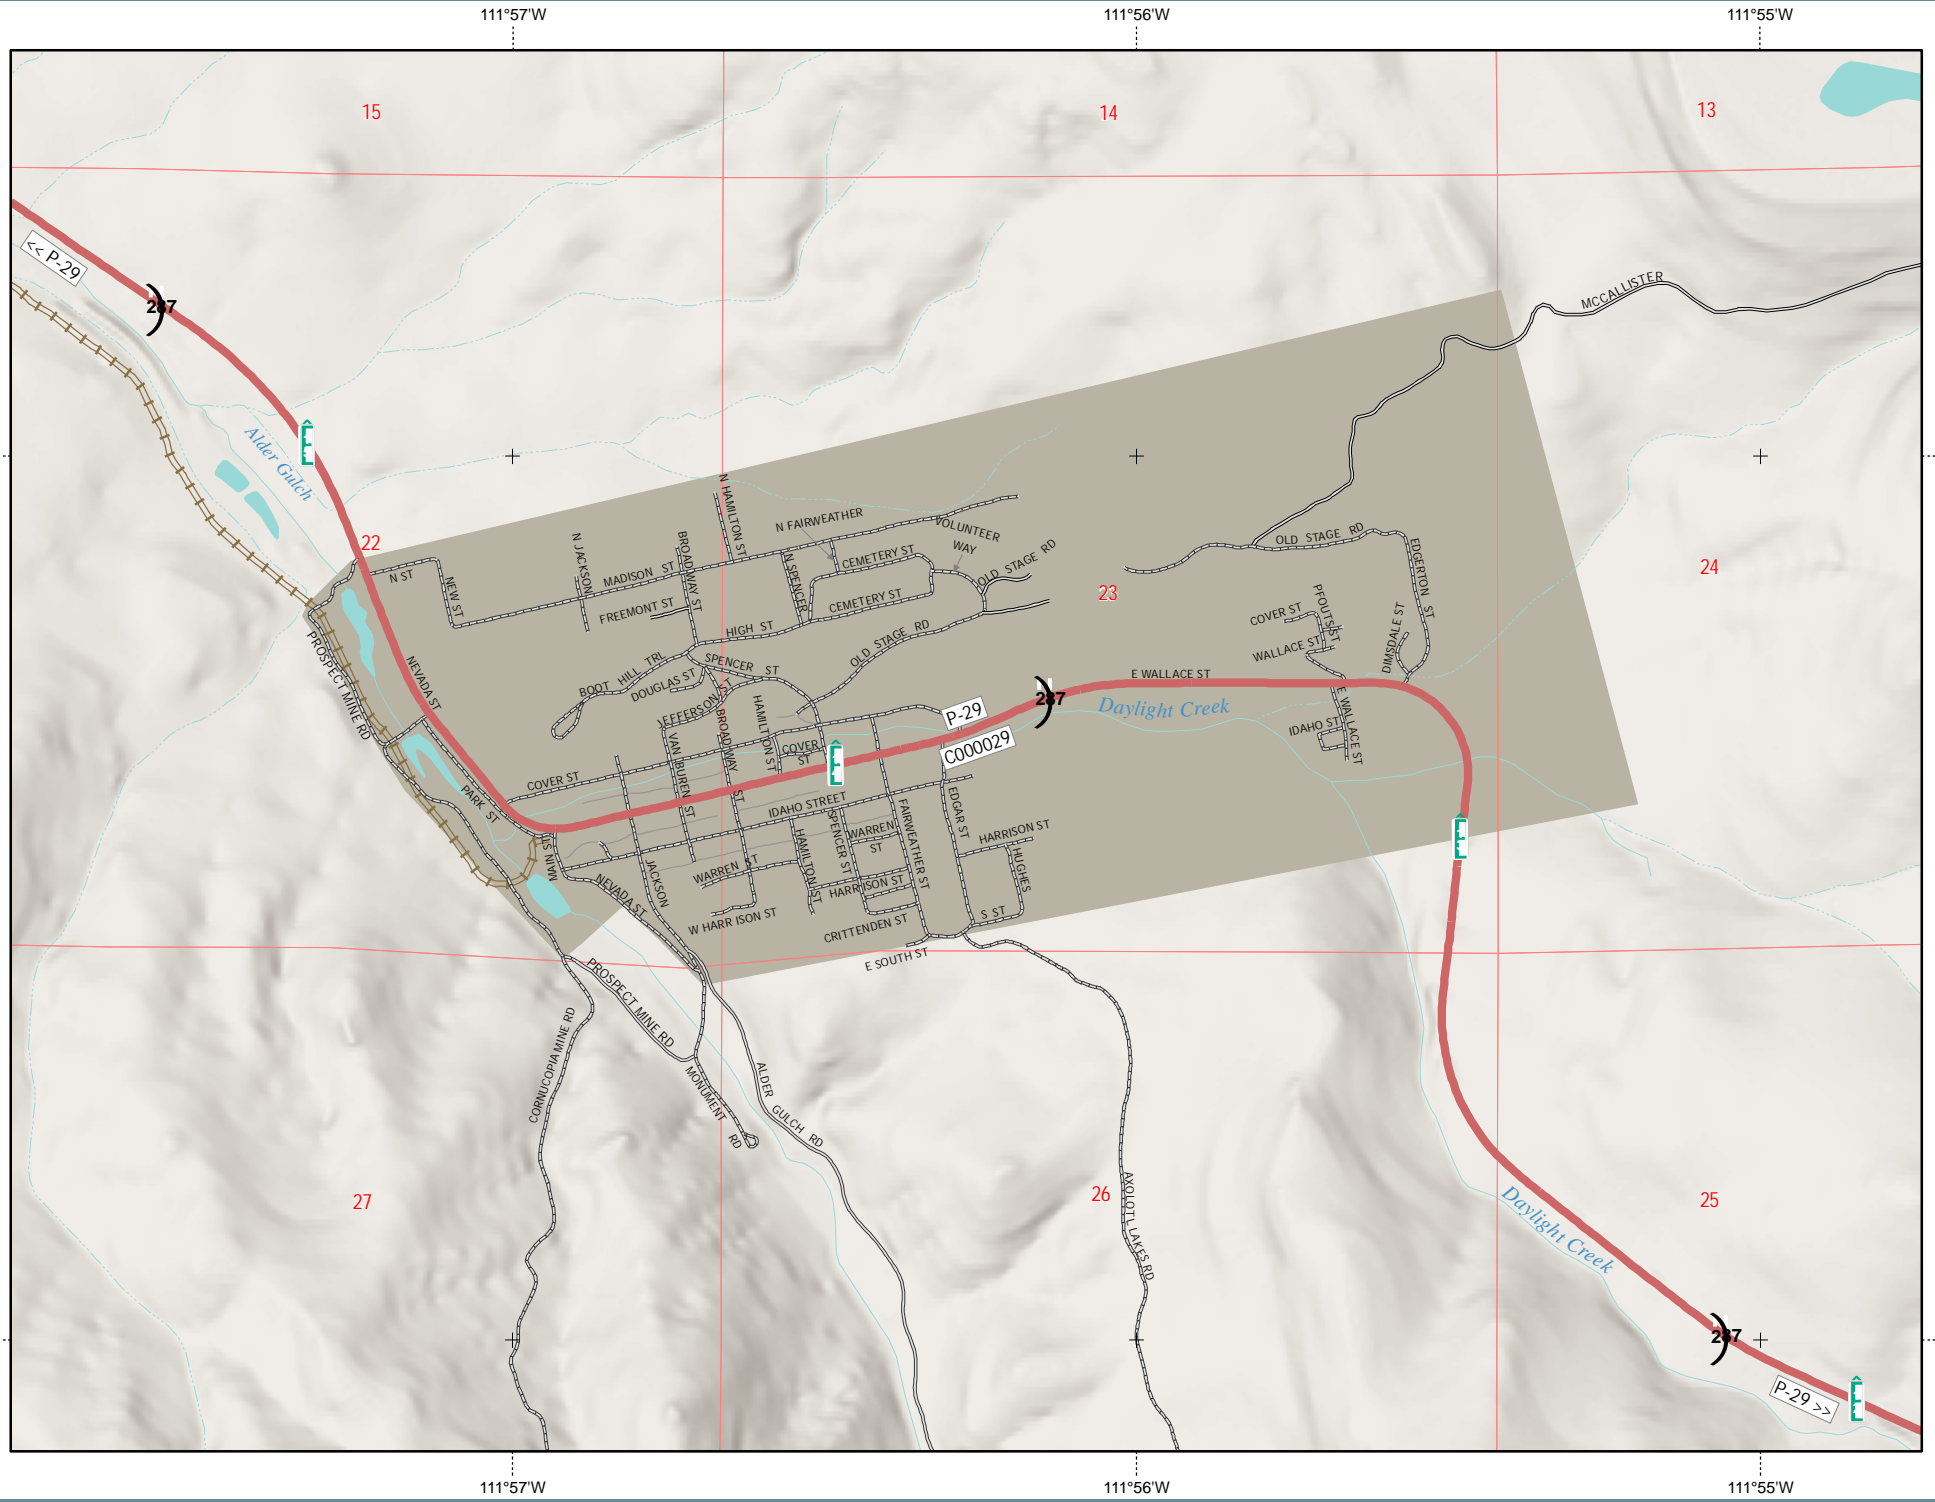 111°57'W
111°56'W
111°55'W
15
14
13
<< P-29
287
MCCALLISTER
Alder Gulch
22
N ST
NEW ST
N JACKSON
MADISON ST
FREEMONT ST
BROADWAY ST
N HAMILTON ST
N FAIRWEATHER
N SPENCER
CEMETERY ST
CEMETERY ST
VOLUNTEER
WAY
OLD STAGE RD
HIGH ST
OLD STAGE RD
23
OLD STAGE RD
EDGERTON ST
24
COVER ST
PFOUTS ST
WALLACE ST
DIMSDALE ST
E WALLACE ST
E WALLACE ST
IDAHO ST
PROSPECT MINE RD
NEVADA ST
BOOT HILL TRL
DOUGLAS ST
SPENCER ST
JEFFERSON ST
VAN BUREN ST
BROADWAY ST
HAMILTON ST
COVER
ST
P-29
C000029
287
Daylight Creek
COVER ST
PARK ST
MAIN ST
IDAHO STREET
NEVADA ST
JACKSON
WARREN ST
W HARRISON ST
HAMILTON ST
SPENCER ST
WARREN
ST
HARRISON ST
FAIRWEATHER ST
EDGAR ST
HARRISON ST
HUGHES
S ST
CRITTENDEN ST
E SOUTH ST
PROSPECT MINE RD
CORNUCOPIA MINE RD
MONUMENT RD
ALDER GULCH RD
AXOLOTL LAKES RD
27
26
25
Daylight Creek
287
P-29 >>
111°57'W
111°56'W
111°55'W